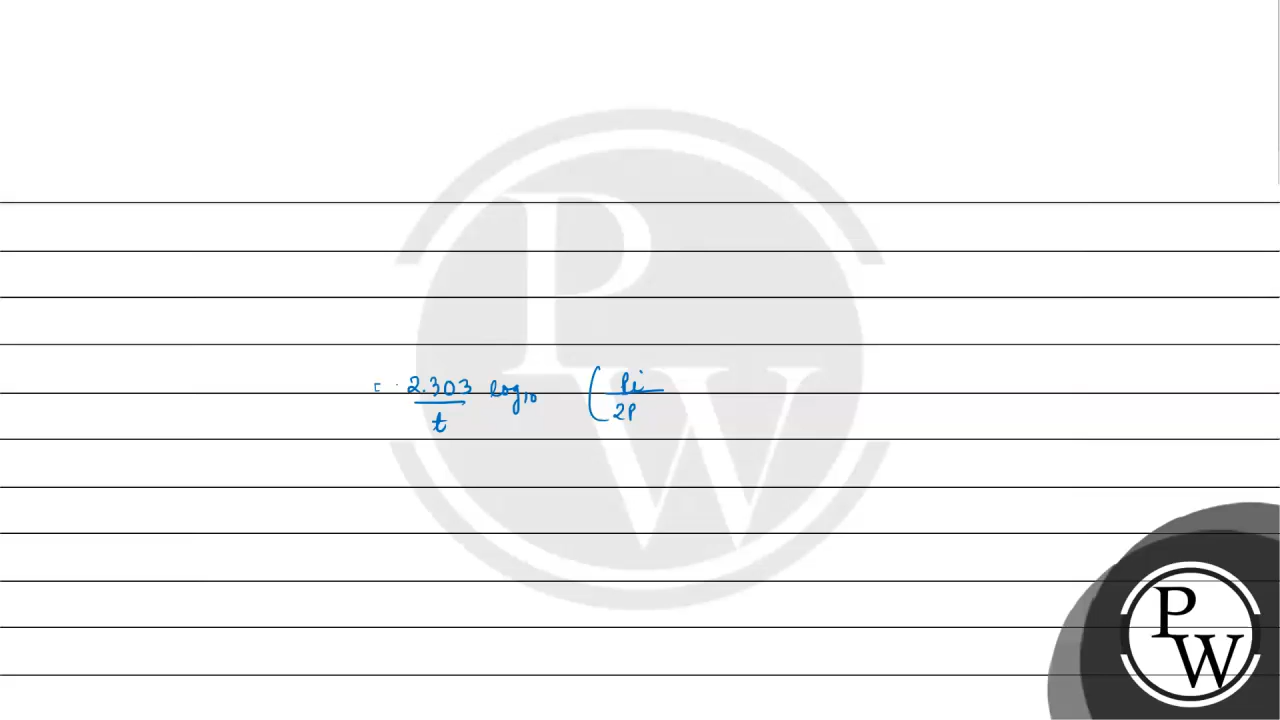 = 2.303/t log₁₀ (Pi/2P
P W
P W